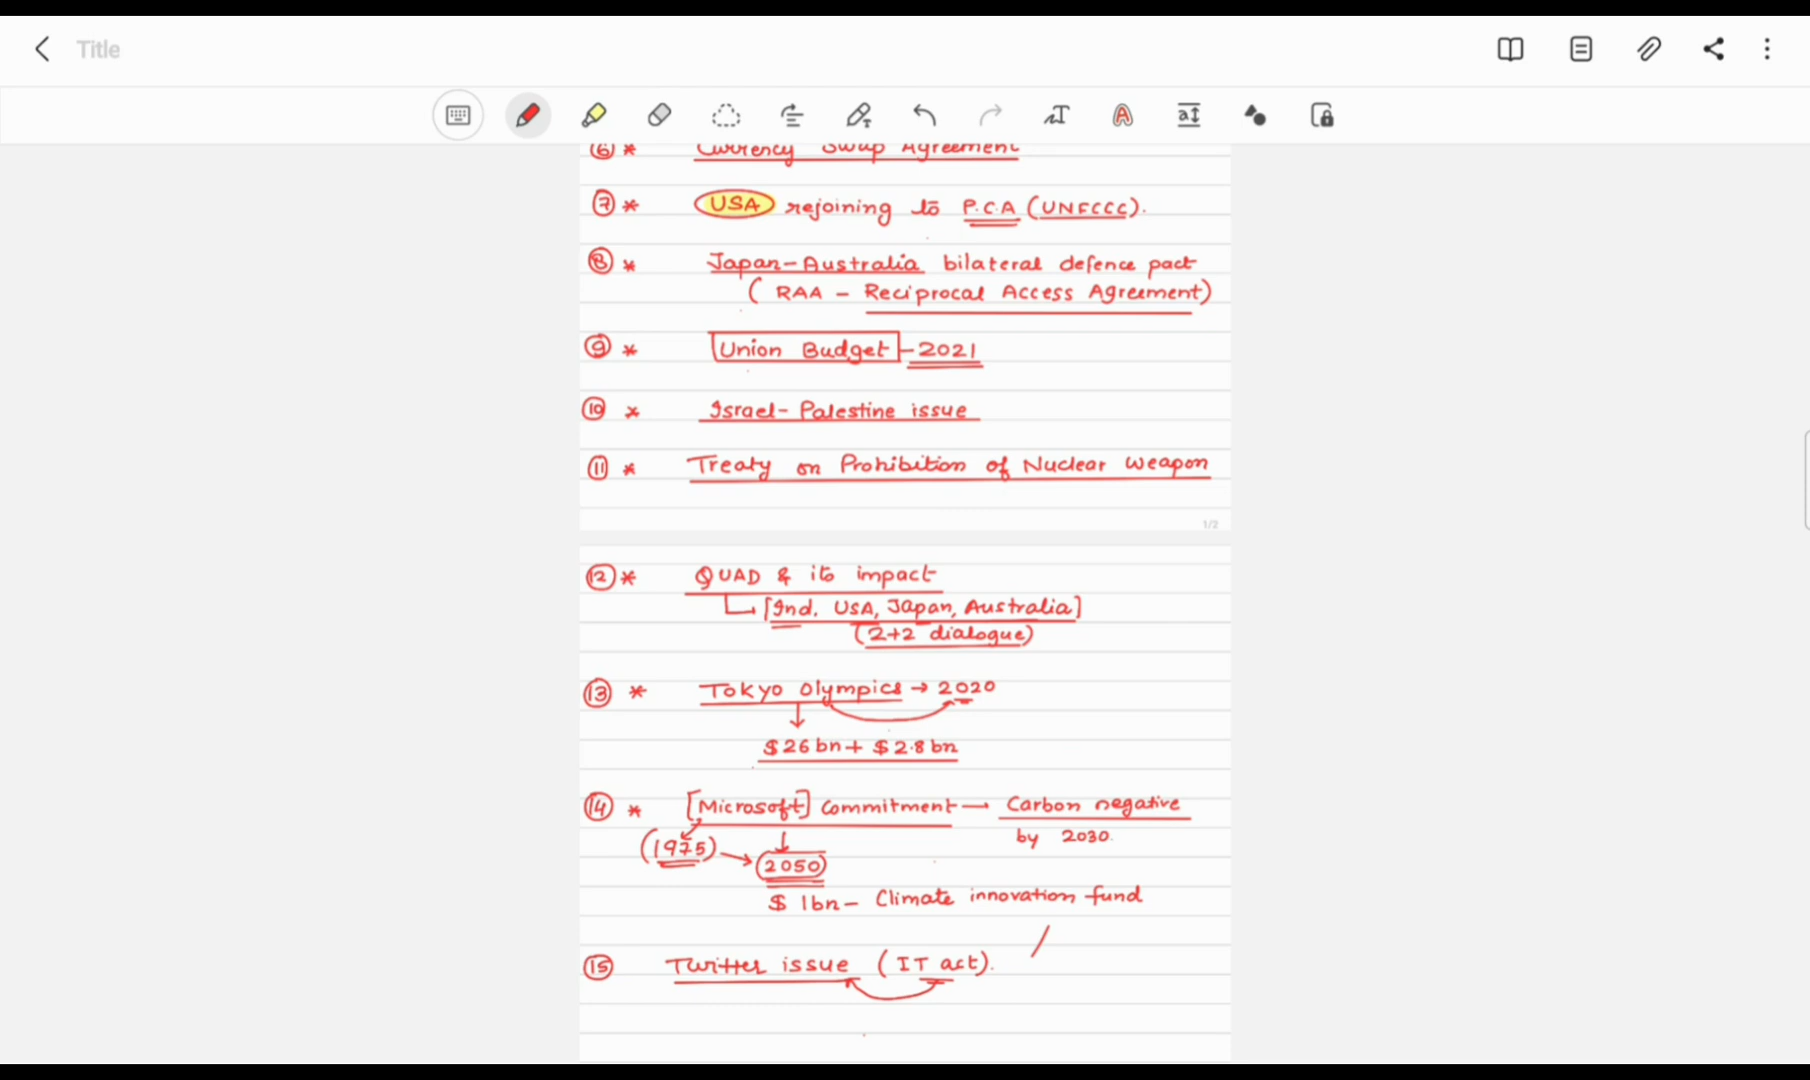 Title
⑥ * Currency Swap Agreement
⑦ * USA rejoining to P.C.A (UNFCCC).
⑧ * Japan-Australia bilateral defence pact
( RAA - Reciprocal Access Agreement)
⑨ * Union Budget - 2021
⑩ * Israel- Palestine issue
⑪ * Treaty on Prohibition of Nuclear Weapon
1/2
⑫ * QUAD & its impact
[Ind. USA, Japan, Australia]
(2+2 dialogue)
⑬ * Tokyo Olympics → 2020
$26 bn + $2.8 bn
⑭ * [Microsoft] Commitment → Carbon negative
by 2030.
(1975) → 2050
$ 1bn - Climate innovation fund
⑮ Twitter issue (IT act).